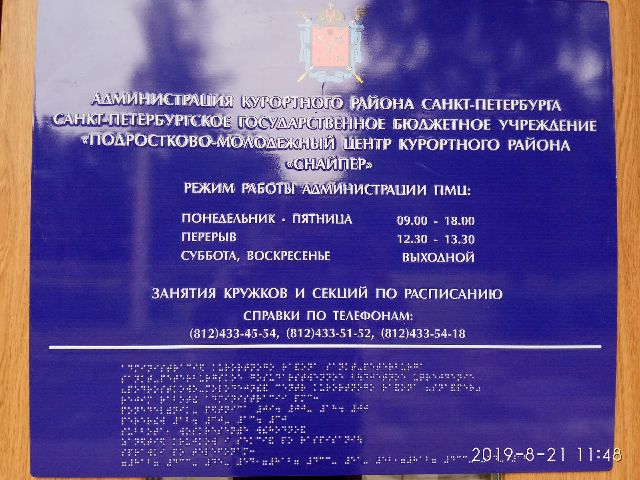 АДМИНИСТРАЦИЯ КУРОРТНОГО РАЙОНА САНКТ-ПЕТЕРБУРГА
САНКТ-ПЕТЕРБУРГСКОЕ ГОСУДАРСТВЕННОЕ БЮДЖЕТНОЕ УЧРЕЖДЕНИЕ
«ПОДРОСТКОВО-МОЛОДЕЖНЫЙ ЦЕНТР КУРОРТНОГО РАЙОНА
«СНАЙПЕР»
РЕЖИМ РАБОТЫ АДМИНИСТРАЦИИ ПМЦ:
ПОНЕДЕЛЬНИК - ПЯТНИЦА 09.00 - 18.00
ПЕРЕРЫВ 12.30 - 13.30
СУББОТА, ВОСКРЕСЕНЬЕ ВЫХОДНОЙ
ЗАНЯТИЯ КРУЖКОВ И СЕКЦИЙ ПО РАСПИСАНИЮ
СПРАВКИ ПО ТЕЛЕФОНАМ:
(812)433-45-54, (812)433-51-52, (812)433-54-18
2019-8-21 11:48